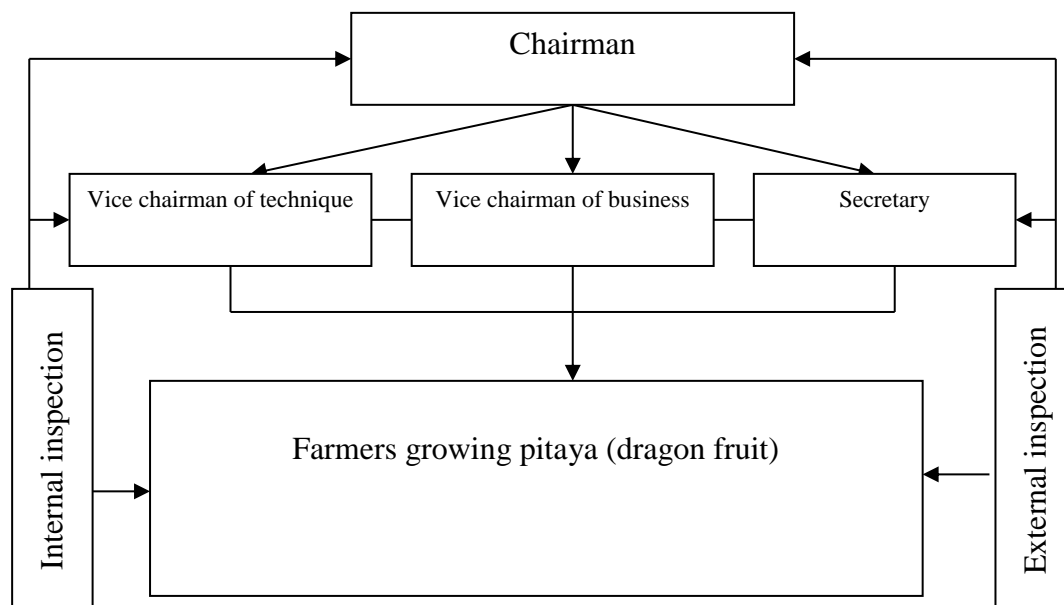 Chairman
Vice chairman of technique
Vice chairman of business
Secretary
Internal inspection
External inspection
Farmers growing pitaya (dragon fruit)